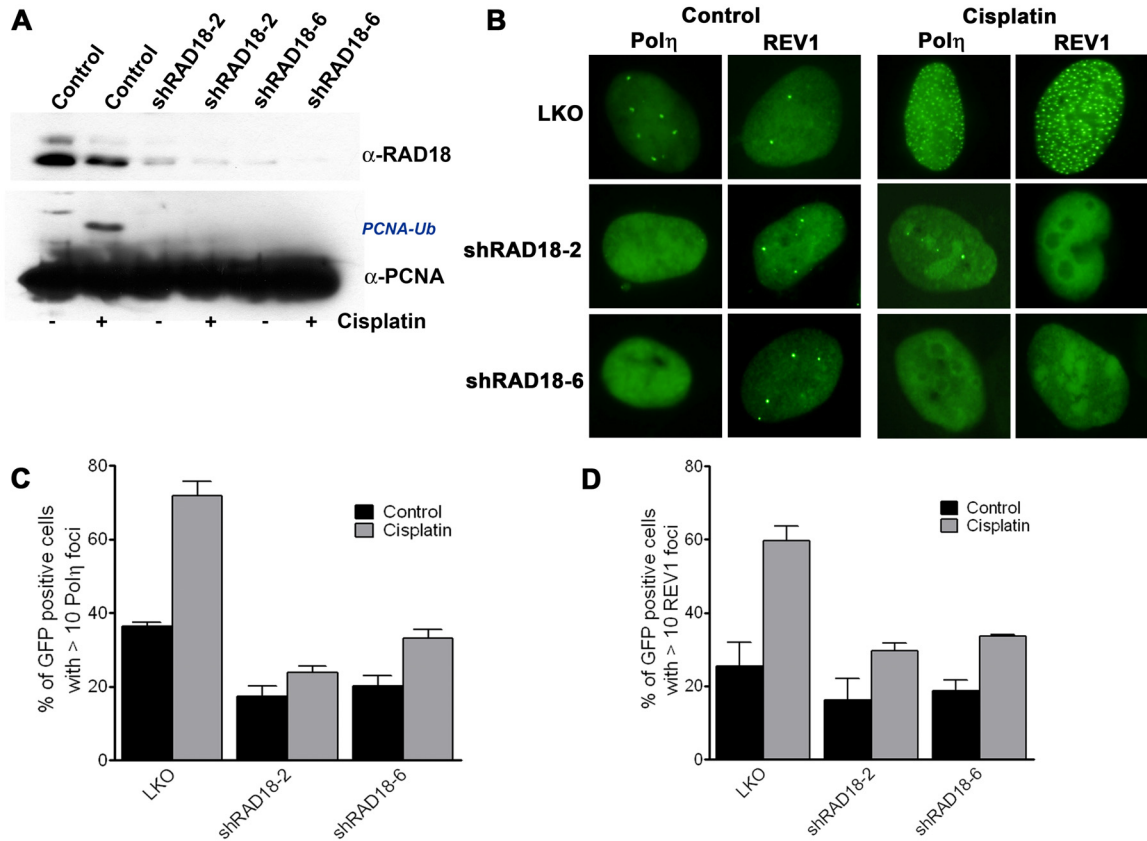 A
Control
Control
shRAD18-2
shRAD18-2
shRAD18-6
shRAD18-6
α-RAD18
PCNA-Ub
α-PCNA
- + - + - + Cisplatin
B
Control Cisplatin
Polη REV1 Polη REV1
LKO
shRAD18-2
shRAD18-6
C
% of GFP positive cells
with > 10 Polη foci
80
60
40
20
0
Control
Cisplatin
LKO
shRAD18-2
shRAD18-6
D
% of GFP positive cells
with > 10 REV1 foci
80
60
40
20
0
Control
Cisplatin
LKO
shRAD18-2
shRAD18-6